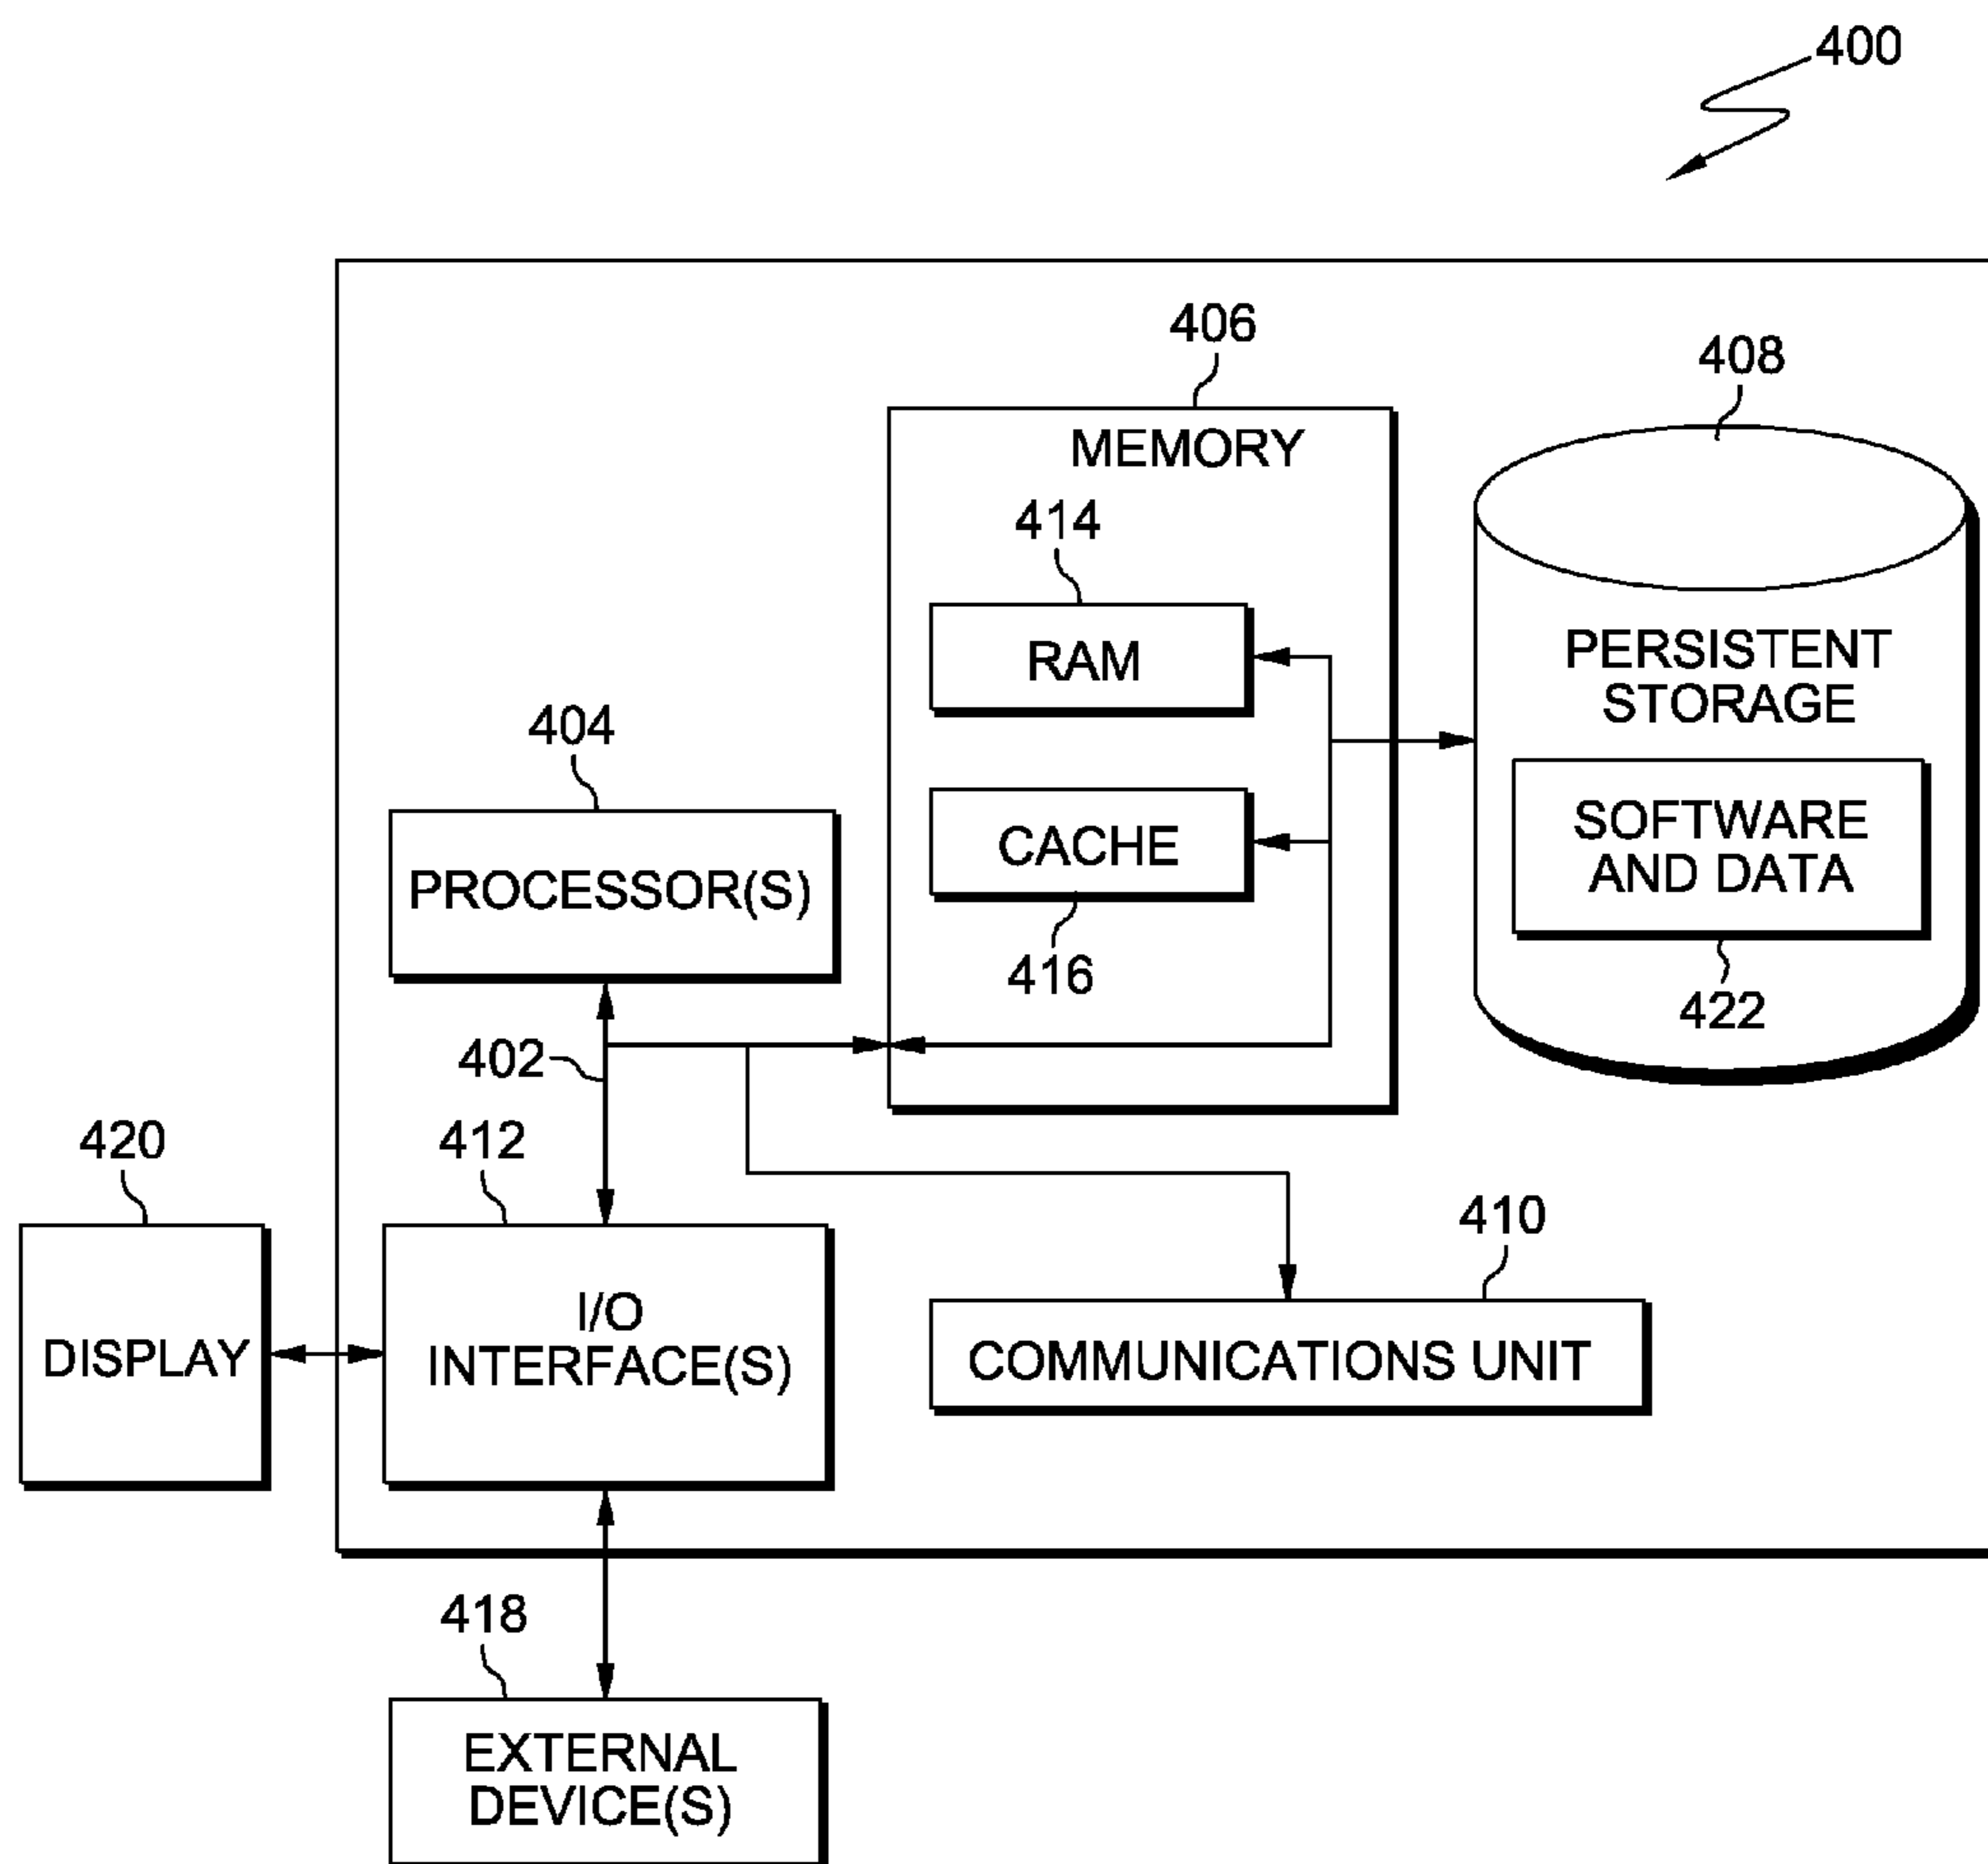 400
406
408
MEMORY
414
RAM
PERSISTENT
STORAGE
404
CACHE
SOFTWARE
AND DATA
PROCESSOR(S)
416
422
402
420
412
410
I/O
INTERFACE(S)
DISPLAY
COMMUNICATIONS UNIT
418
EXTERNAL
DEVICE(S)